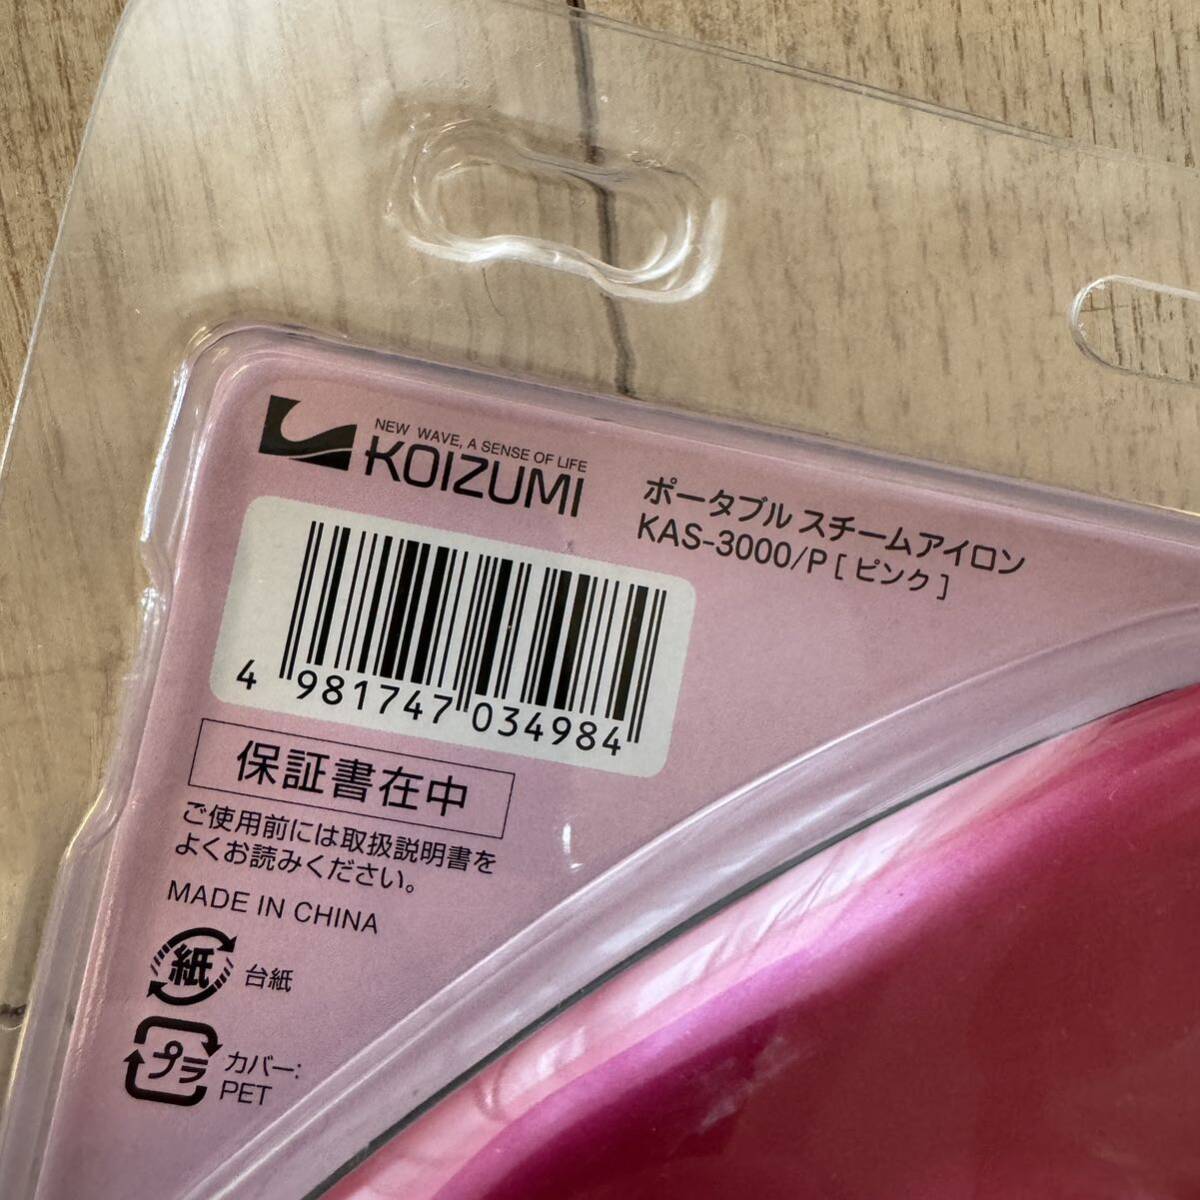 NEW WAVE, A SENSE OF LIFE
KOIZUMI
ポータブル スチームアイロン
KAS-3000/P [ ピンク ]
4 981747 034984
保証書在中
ご使用前には取扱説明書を
よくお読みください。
MADE IN CHINA
紙 台紙
プラ カバー:
PET